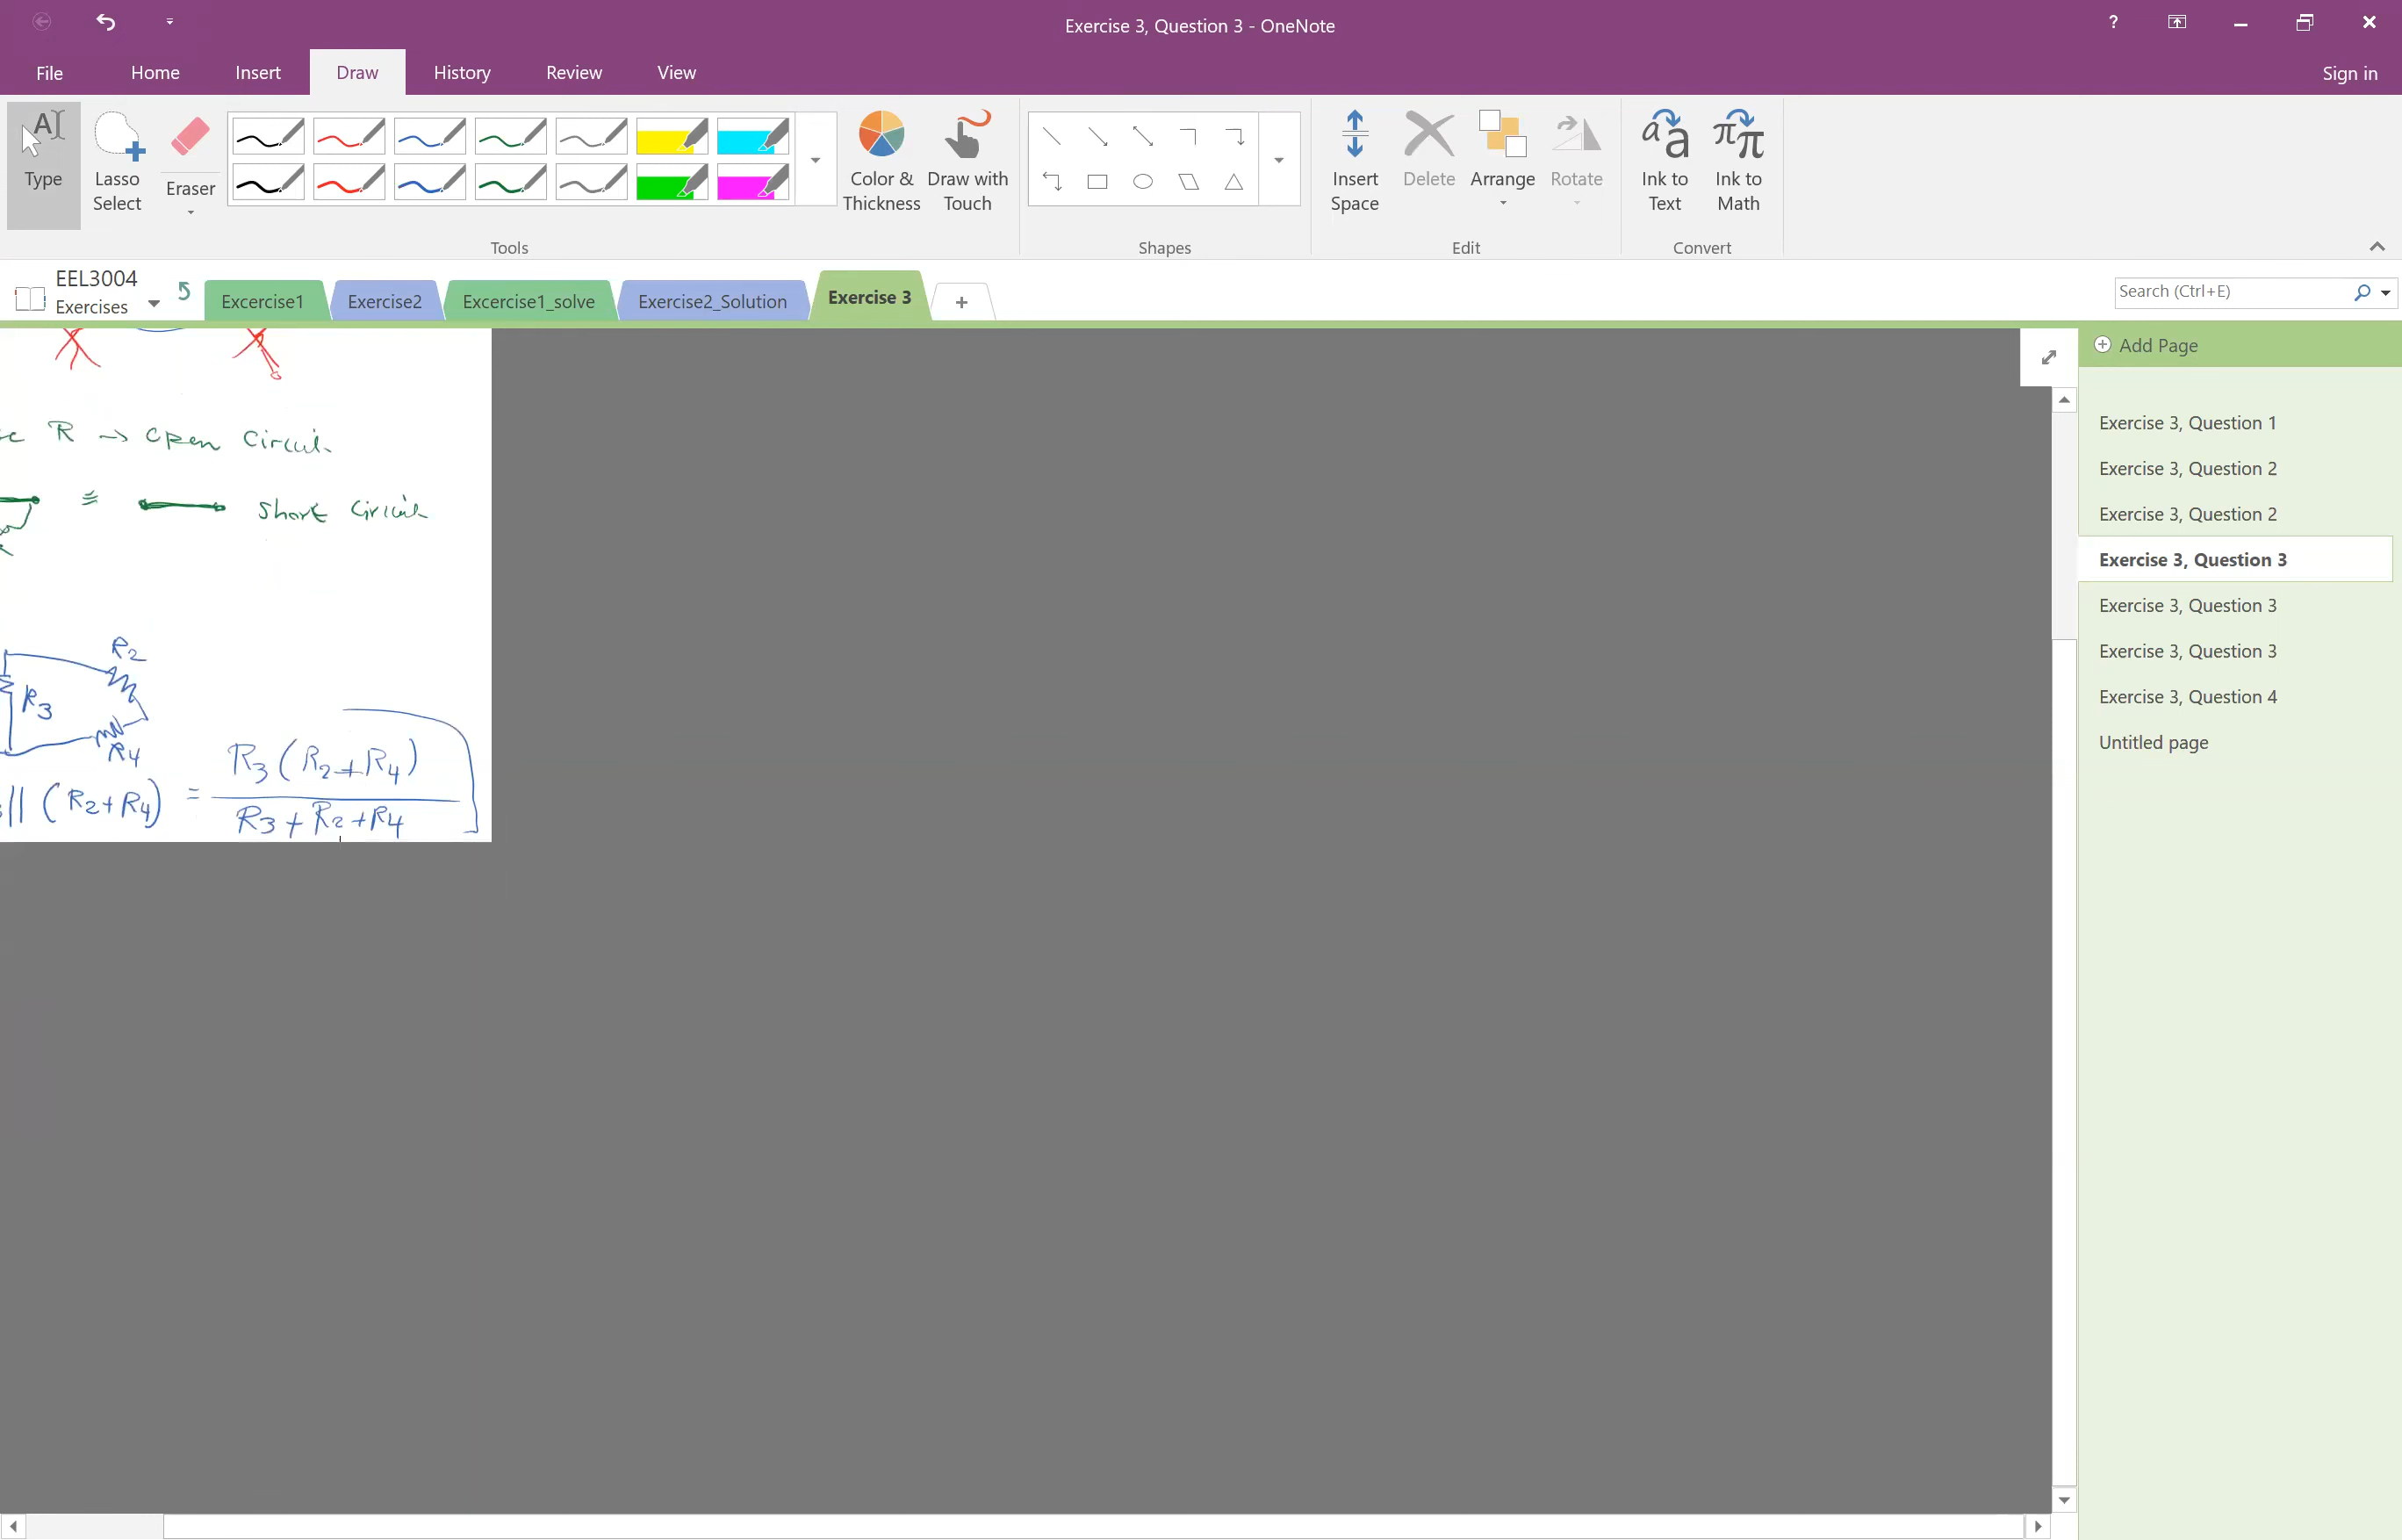 Exercise 3, Question 3 - OneNote
?
File Home Insert Draw History Review View
Sign in
Type
Lasso Select
Eraser
Color & Thickness
Draw with Touch
Insert Space
Delete
Arrange
Rotate
Ink to Text
Ink to Math
Tools
Shapes
Edit
Convert
EEL3004
Exercises
Excercise1
Exercise2
Excercise1_solve
Exercise2_Solution
Exercise 3
+
Search (Ctrl+E)
Add Page
Exercise 3, Question 1
Exercise 3, Question 2
Exercise 3, Question 2
Exercise 3, Question 3
Exercise 3, Question 3
Exercise 3, Question 3
Exercise 3, Question 4
Untitled page
R → open circuit
≡ short circuit
R2
R3
R4
R3 (R2+R4)
|| (R2+R4) =
R3 + R2 + R4